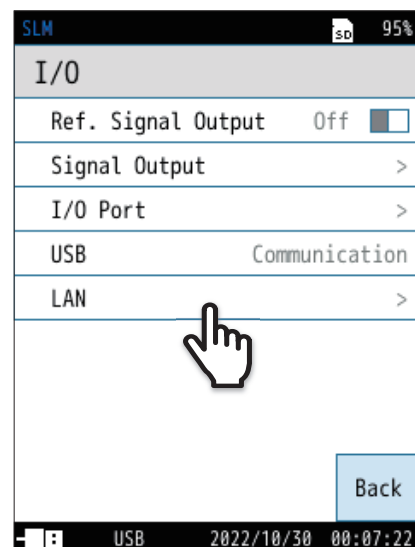 SLM SD 95%
I/O
Ref. Signal Output Off
Signal Output >
I/O Port >
USB Communication
LAN >
Back
USB 2022/10/30 00:07:22